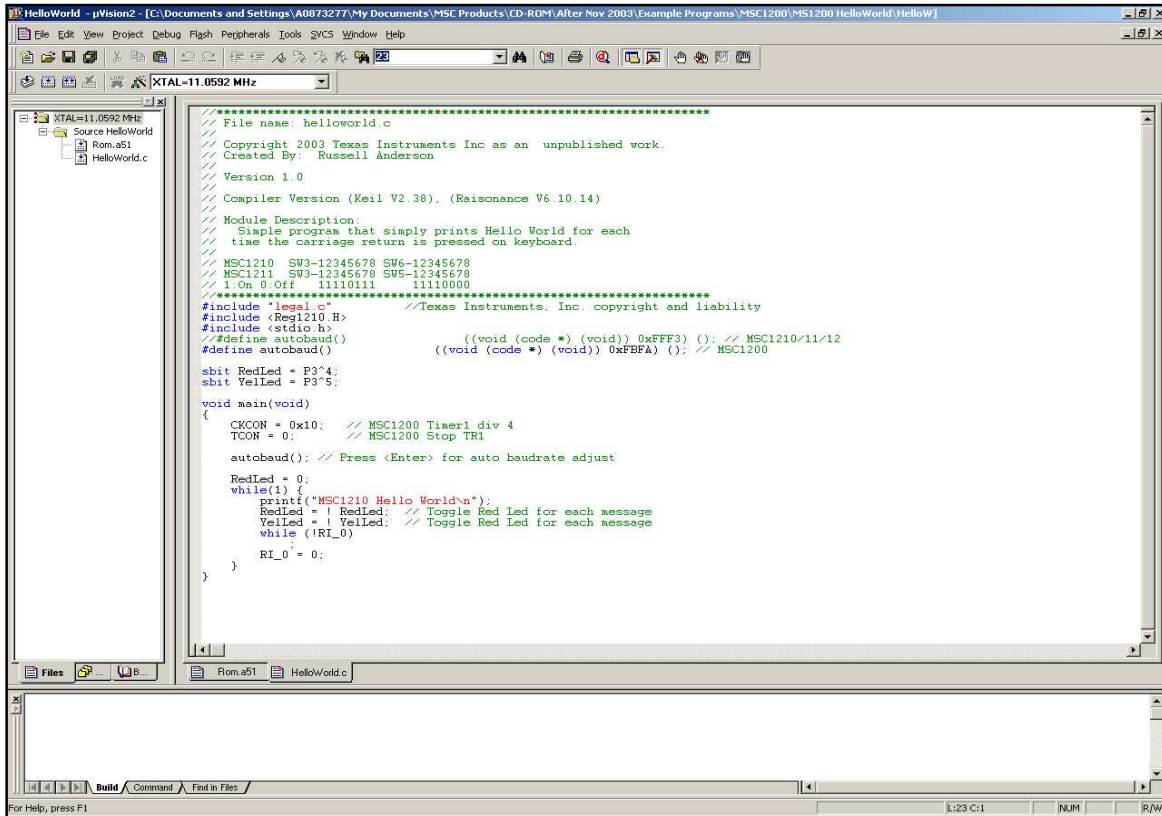 HelloWorld - µVision2 - [C:\Documents and Settings\A0873277\My Documents\MSC Products\CD-ROM\After Nov 2003\Example Programs\MSC1200\MS1200 HelloWorld\HelloW]
File Edit View Project Debug Flash Peripherals Tools SVCS Window Help
23
XTAL=11.0592 MHz
XTAL=11.0592 MHz
Source HelloWorld
Rom.a51
HelloWorld.c
//********************************************************************
// File name: helloworld.c
//
// Copyright 2003 Texas Instruments Inc as an  unpublished work.
// Created By:  Russell Anderson
//
// Version 1.0
//
// Compiler Version (Keil V2.38), (Raisonance V6.10.14)
//
// Module Description:
//   Simple program that simply prints Hello World for each
//  time the carriage return is pressed on keyboard.
//
// MSC1210  SW3-12345678 SW6-12345678
// MSC1211  SW3-12345678 SW5-12345678
// 1:On 0:Off   11110111     11110000
//********************************************************************
#include "legal.c"          //Texas Instruments, Inc. copyright and liability
#include <Reg1210.H>
#include <stdio.h>
//#define autobaud()                ((void (code *) (void)) 0xFFF3) (); // MSC1210/11/12
#define autobaud()              ((void (code *) (void)) 0xFBFA) (); // MSC1200
sbit RedLed = P3^4;
sbit YelLed = P3^5;
void main(void)
{
CKCON = 0x10;   // MSC1200 Timer1 div 4
TCON = 0;       // MSC1200 Stop TR1
autobaud(); // Press <Enter> for auto baudrate adjust
RedLed = 0;
while(1) {
printf("MSC1210 Hello World\n");
RedLed = ! RedLed;  // Toggle Red Led for each message
YelLed = ! YelLed;  // Toggle Red Led for each message
while (!RI_0)
;
RI_0 = 0;
}
}
Files
B...
Rom.a51
HelloWorld.c
Build
Command
Find in Files
For Help, press F1
L:23 C:1
NUM
R/W